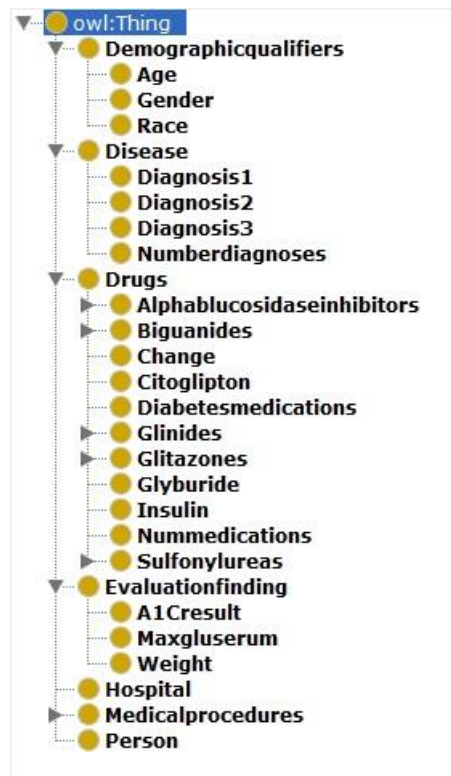 owl:Thing
Demographicqualifiers
Age
Gender
Race
Disease
Diagnosis1
Diagnosis2
Diagnosis3
Numberdiagnoses
Drugs
Alphablucosidaseinhibitors
Biguanides
Change
Citoglipton
Diabetesmedications
Glinides
Glitazones
Glyburide
Insulin
Nummedications
Sulfonylureas
Evaluationfinding
A1Cresult
Maxgluserum
Weight
Hospital
Medicalprocedures
Person